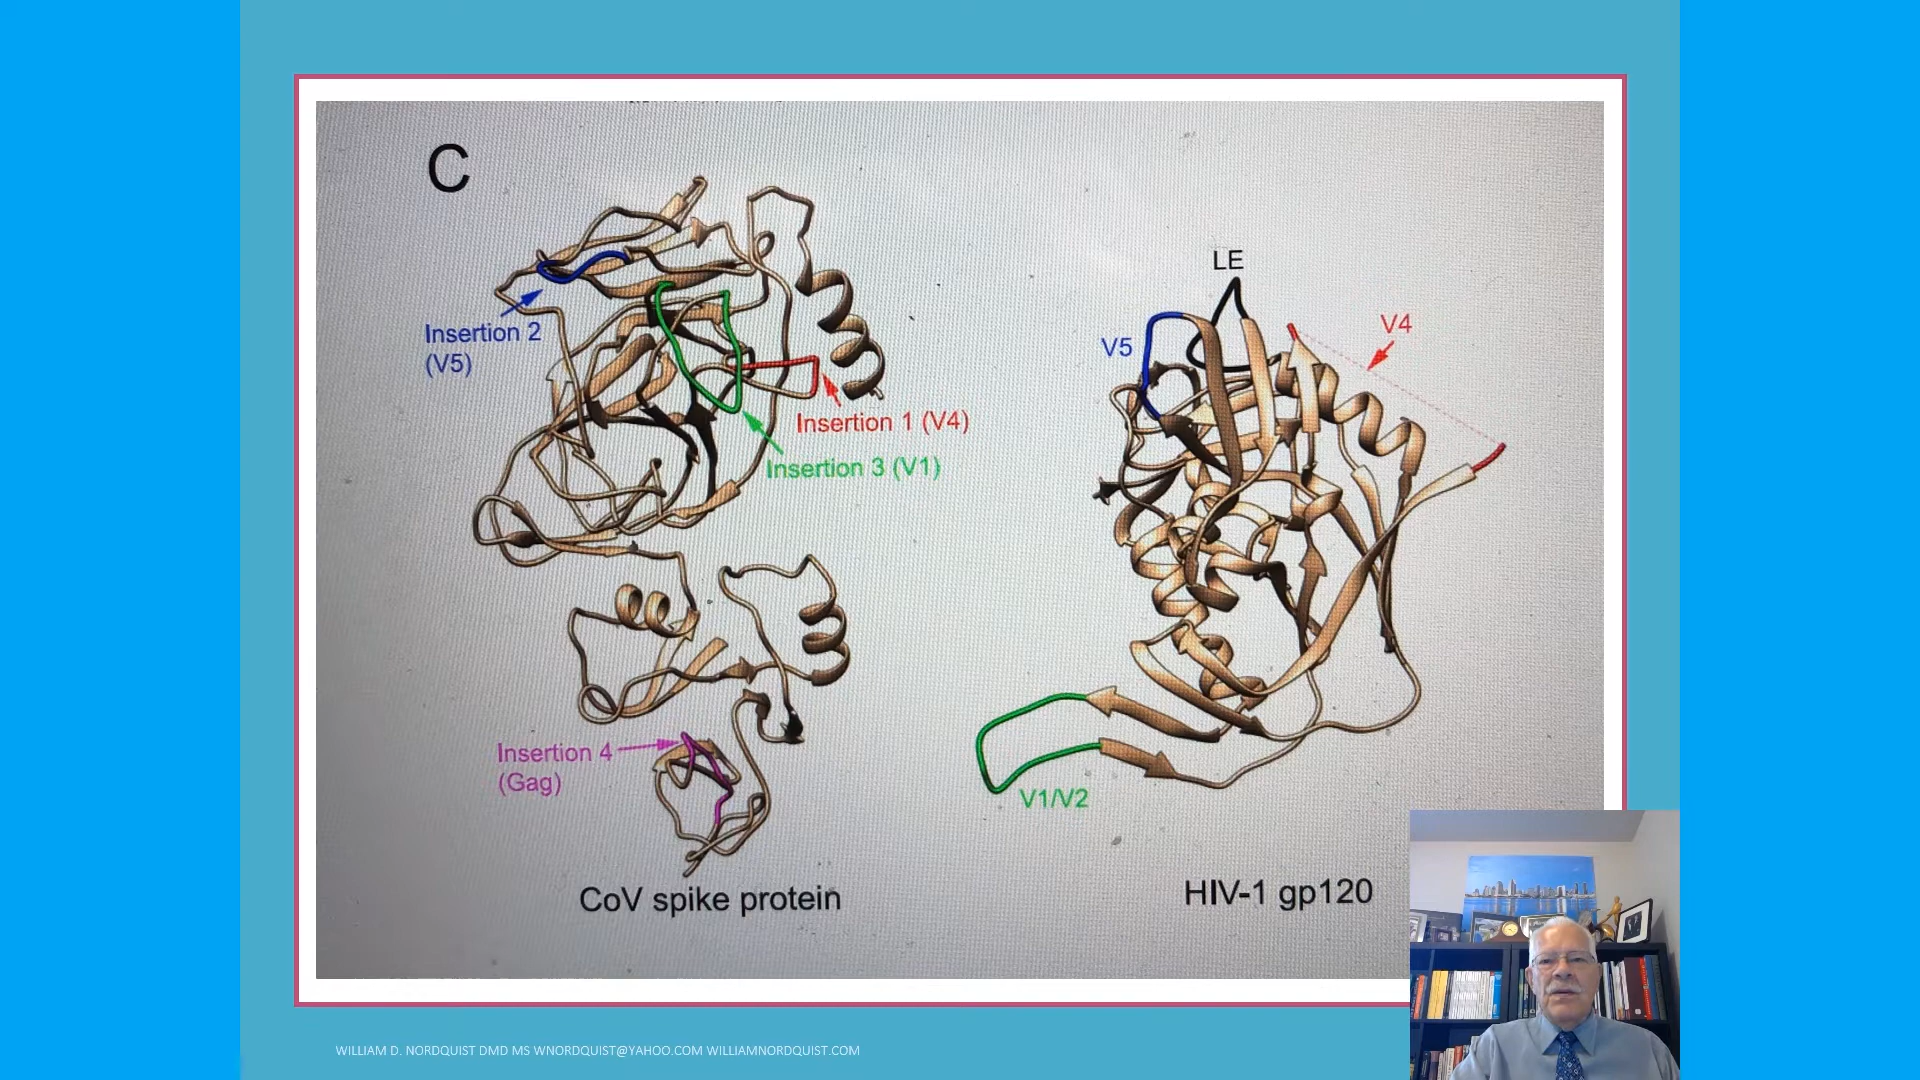 C
LE
V4
Insertion 2
(V5)
V5
Insertion 1 (V4)
Insertion 3 (V1)
Insertion 4
(Gag)
V1/V2
CoV spike protein
HIV-1 gp120
WILLIAM D. NORDQUIST DMD MS WNORDQUIST@YAHOO.COM WILLIAMNORDQUIST.COM